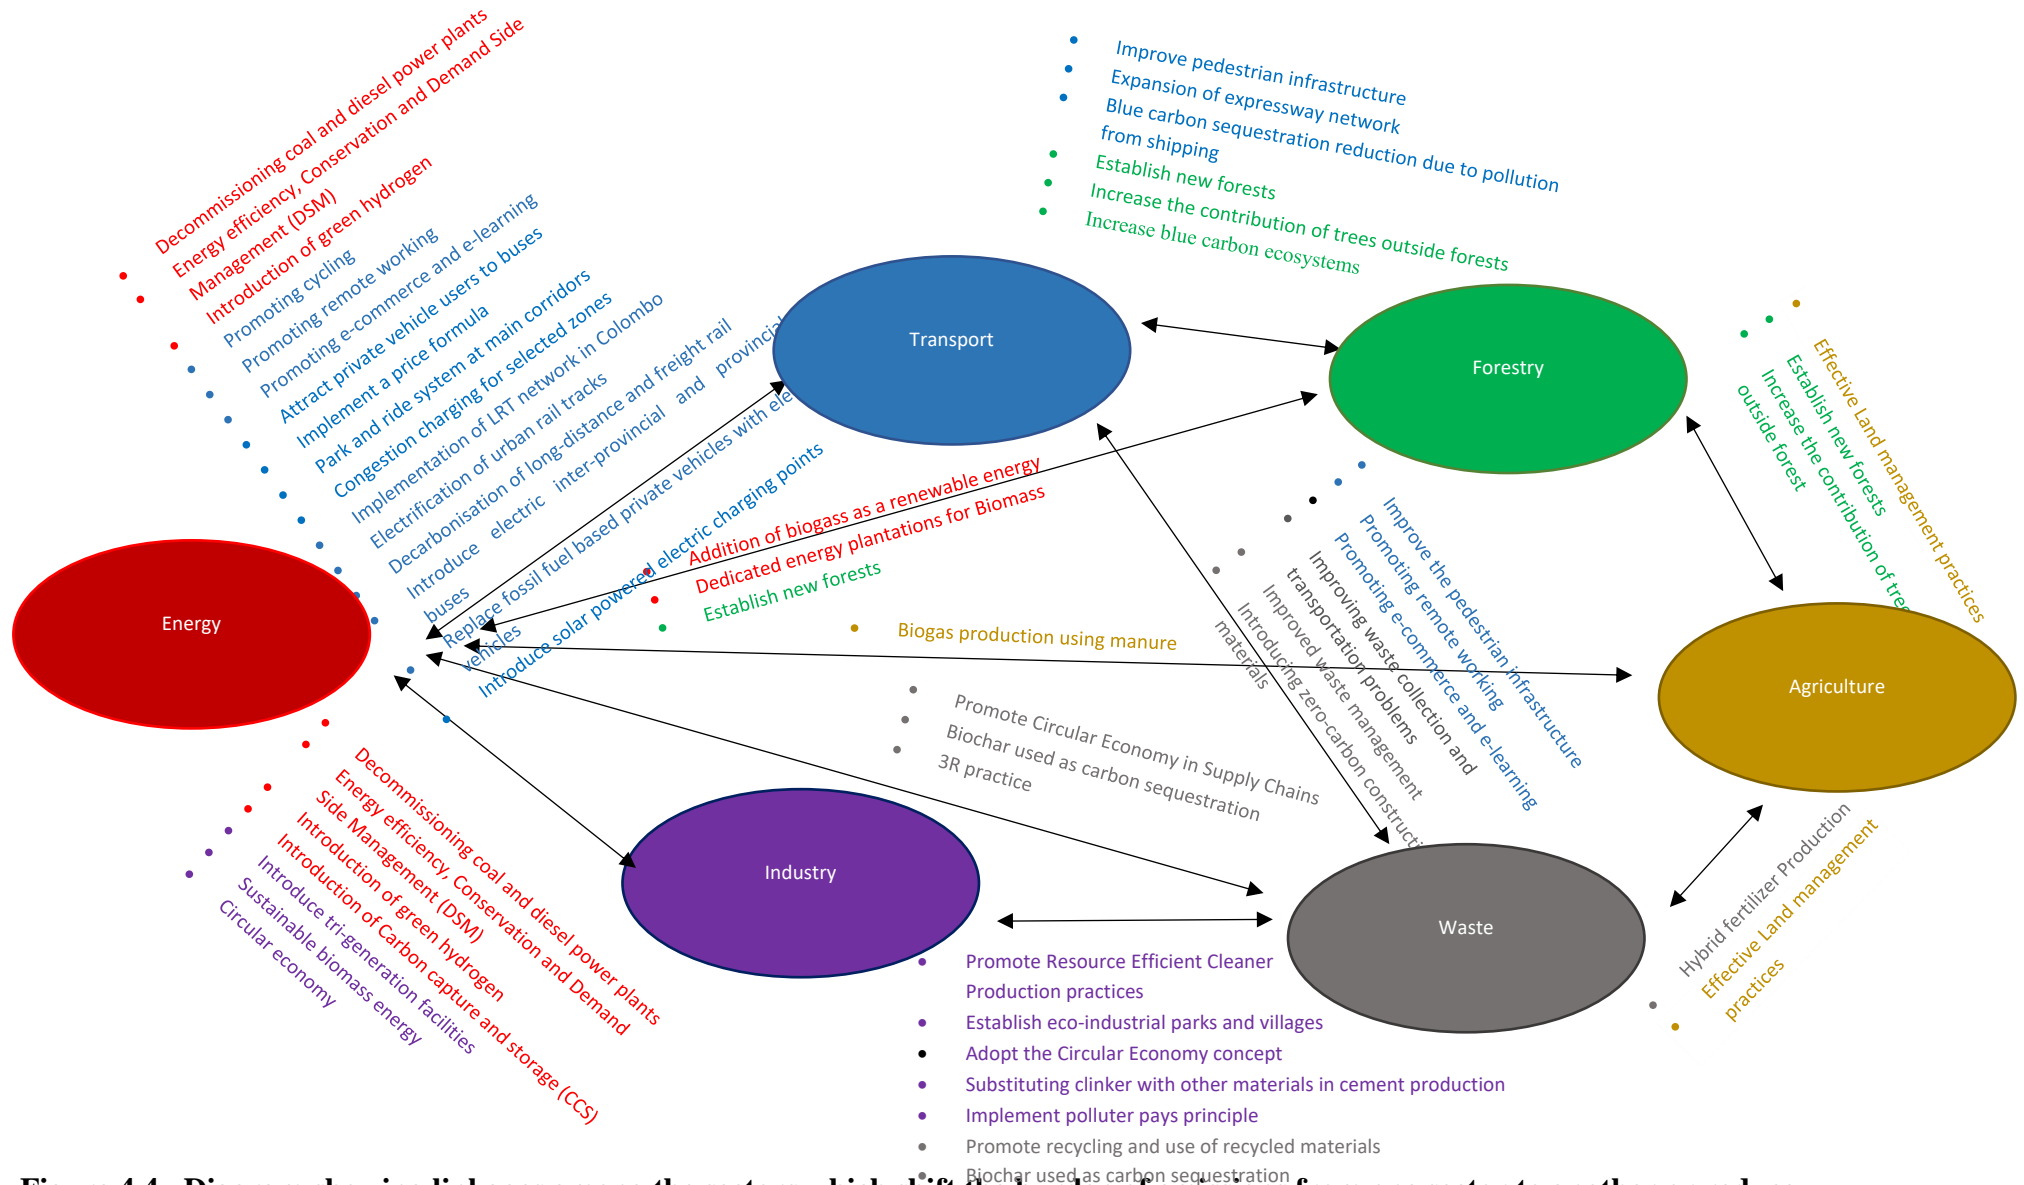 Decommissioning coal and diesel power plants
Energy efficiency, Conservation and Demand Side
Management (DSM)
Introduction of green hydrogen
Promoting cycling
Promoting remote working
Promoting e-commerce and e-learning
Attract private vehicle users to buses
Implement a price formula
Park and ride system at main corridors
Congestion charging for selected zones
Implementation of LRT network in Colombo
Electrification of urban rail tracks
Decarbonisation of long-distance and freight rail
Introduce electric inter-provincial and provincial
buses
Replace fossil fuel based private vehicles with
vehicles
Introduce solar powered electric charging points
Improve pedestrian infrastructure
Expansion of expressway network
Blue carbon sequestration reduction due to pollution
from shipping
Establish new forests
Increase the contribution of trees outside forests
Increase blue carbon ecosystems
Transport
Forestry
Effective Land management practices
Establish new forests
Increase the contribution of
outside forest
Addition of biogass as a renewable energy
Dedicated energy plantations for Biomass
Establish new forests
Energy
Biogas production using manure
Improve the pedestrian infrastructure
Promoting remote working
Promoting e-commerce and e-learning
Improving waste collection and
transportation problems
Improved waste management
Introducing zero-carbon
materials
Agriculture
Promote Circular Economy in Supply Chains
Biochar used as carbon sequestration
3R practice
Decommissioning coal and diesel power plants
Energy efficiency, Conservation and Demand
Side Management (DSM)
Introduction of green hydrogen
Introduction of Carbon capture and storage (CCS)
Introduce tri-generation facilities
Sustainable biomass energy
Circular economy
Industry
Waste
Hybrid fertilizer Production
Effective Land management
practices
Promote Resource Efficient Cleaner
Production practices
Establish eco-industrial parks and villages
Adopt the Circular Economy concept
Substituting clinker with other materials in cement production
Implement polluter pays principle
Promote recycling and use of recycled materials
Biochar used as carbon sequestration